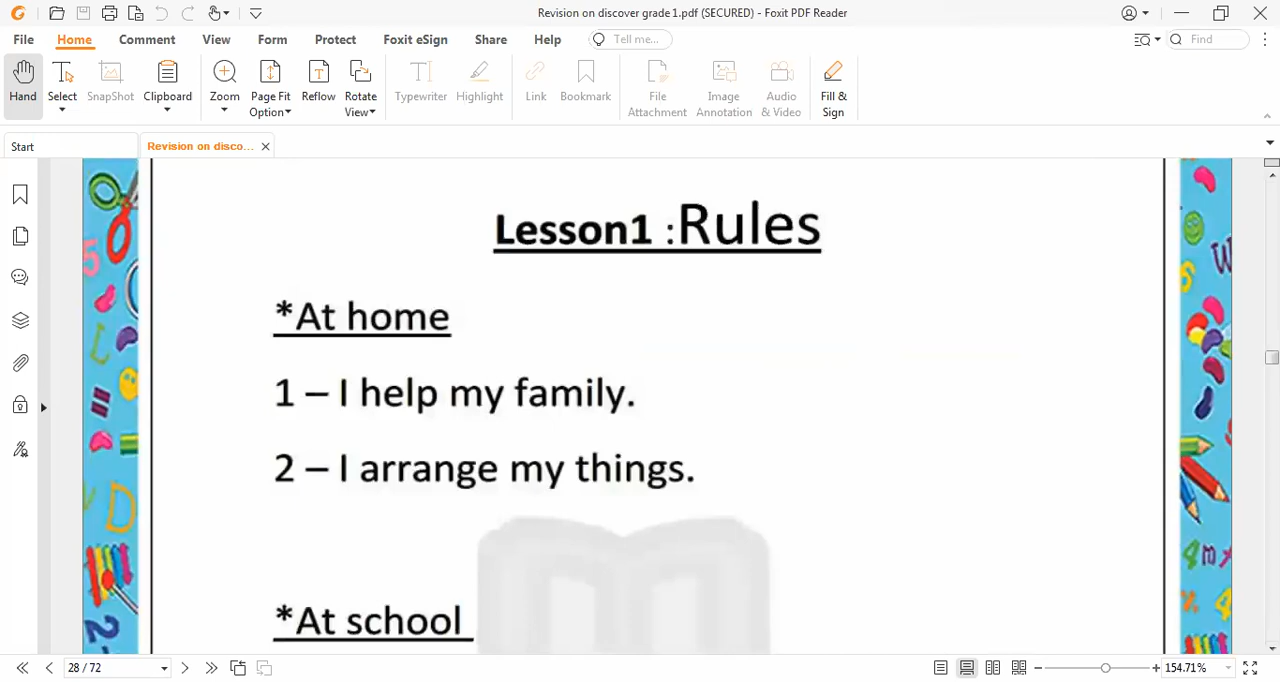 Revision on discover grade1.pdf (SECURED) - Foxit PDF Reader
File Home Comment View Form Protect Foxit eSign Share Help Tell me... Find
Hand Select SnapShot Clipboard Zoom Page Fit Option Reflow Rotate View Typewriter Highlight Link Bookmark File Attachment Image Annotation Audio & Video Fill & Sign
Start Revision on disco...
Lesson1 :Rules
*At home
1 – I help my family.
2 – I arrange my things.
*At school
28 / 72 154.71%